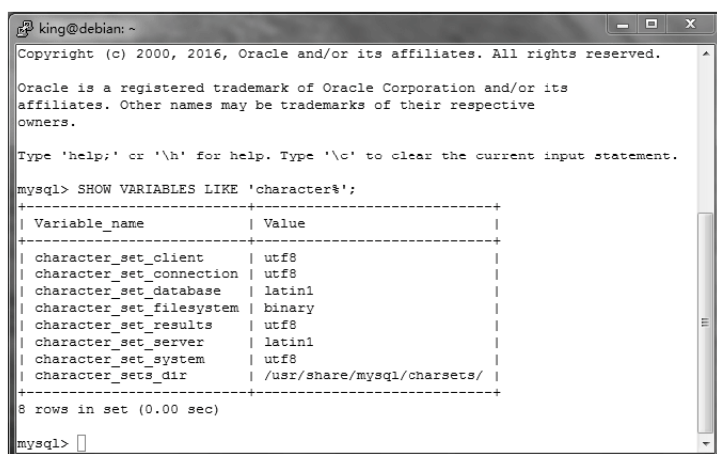 king@debian: ~
Copyright (c) 2000, 2016, Oracle and/or its affiliates. All rights reserved.
Oracle is a registered trademark of Oracle Corporation and/or its
affiliates. Other names may be trademarks of their respective
owners.
Type 'help;' or '\h' for help. Type '\c' to clear the current input statement.
mysql> SHOW VARIABLES LIKE 'character%';
+--------------------------+----------------------------+
| Variable_name | Value |
+--------------------------+----------------------------+
| character_set_client | utf8 |
| character_set_connection | utf8 |
| character_set_database | latin1 |
| character_set_filesystem | binary |
| character_set_results | utf8 |
| character_set_server | latin1 |
| character_set_system | utf8 |
| character_sets_dir | /usr/share/mysql/charsets/ |
+--------------------------+----------------------------+
8 rows in set (0.00 sec)
mysql>